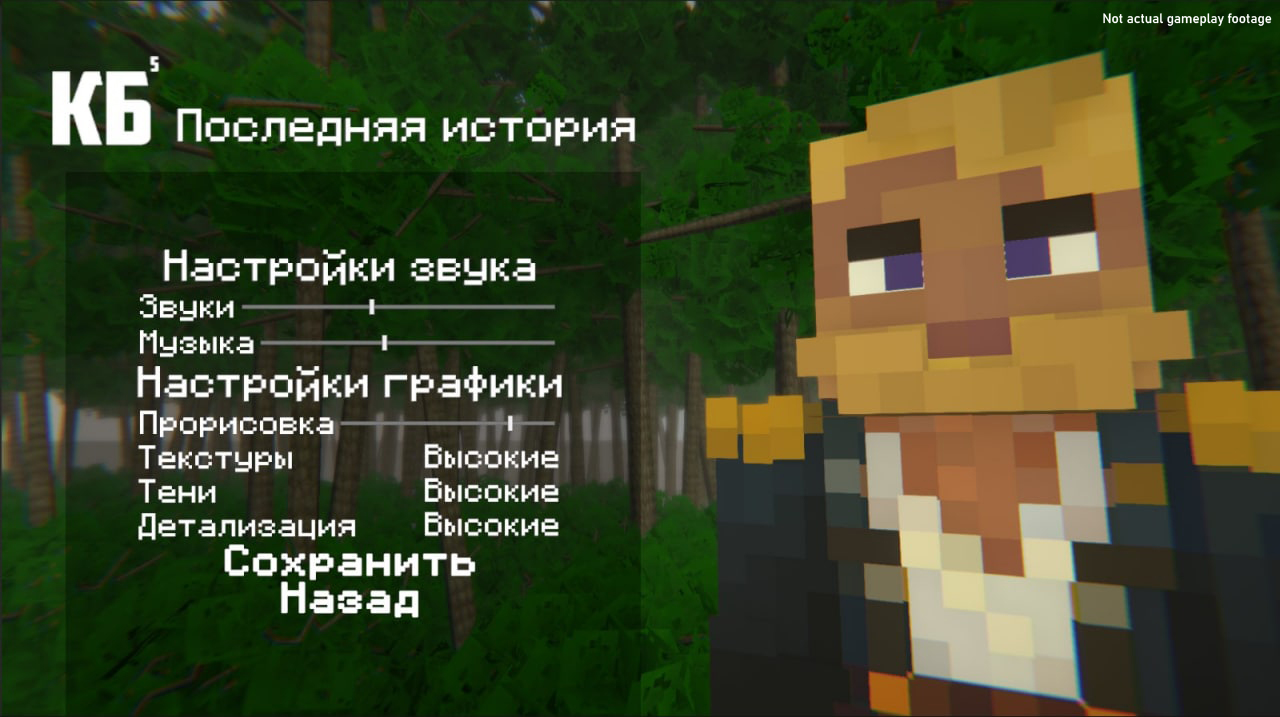 Not actual gameplay footage
КБ⁵ Последняя история
Настройки звука
Звуки
Музыка
Настройки графики
Прорисовка
Текстуры Высокие
Тени Высокие
Детализация Высокие
Сохранить
Назад